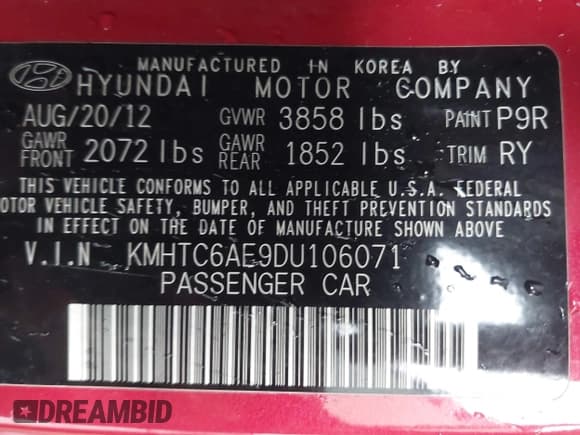 MANUFACTURED IN KOREA BY
HYUNDAI MOTOR COMPANY
AUG/20/12 GVWR 3858 lbs PAINT P9R
GAWR FRONT 2072 lbs GAWR REAR 1852 lbs TRIM RY
THIS VEHICLE CONFORMS TO ALL APPLICABLE U.S.A. FEDERAL
OTOR VEHICLE SAFETY, BUMPER, AND THEFT PREVENTION STANDARDS
IN EFFECT ON THE DATE OF MANUFACTURE SHOWN ABOVE.
V.I.N KMHTC6AE9DU106071
PASSENGER CAR
DREAMBID